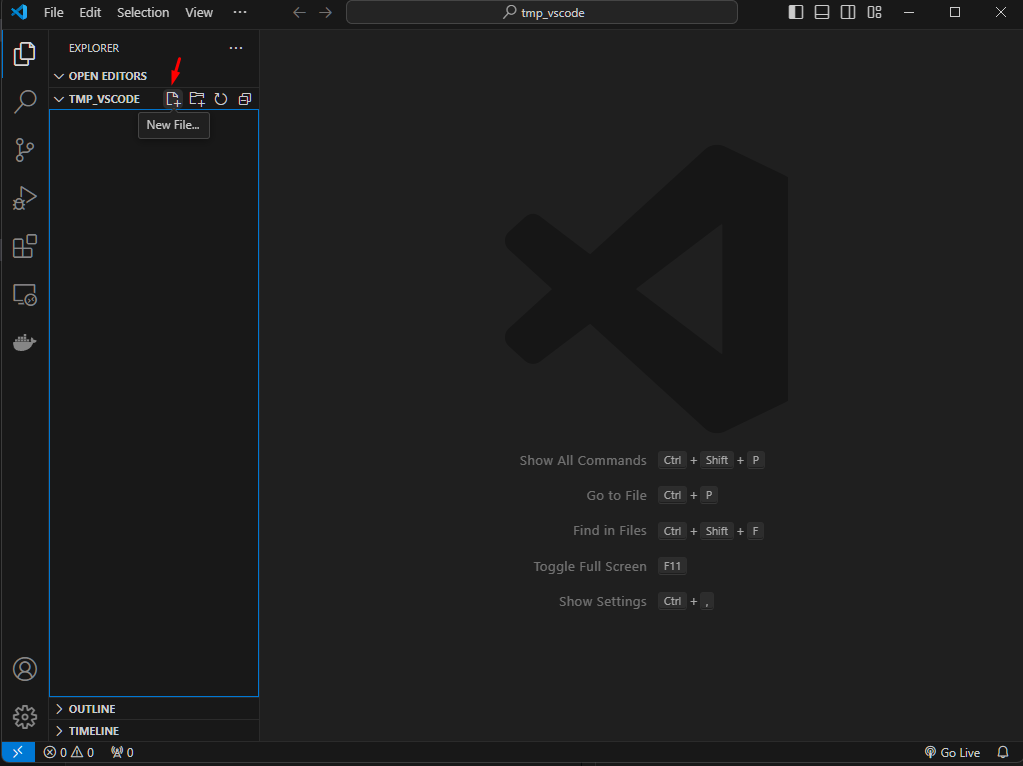 File Edit Selection View ···
tmp_vscode
EXPLORER ···
OPEN EDITORS
TMP_VSCODE
New File...
Show All Commands Ctrl + Shift + P
Go to File Ctrl + P
Find in Files Ctrl + Shift + F
Toggle Full Screen F11
Show Settings Ctrl + ,
OUTLINE
TIMELINE
0 0 0 Go Live